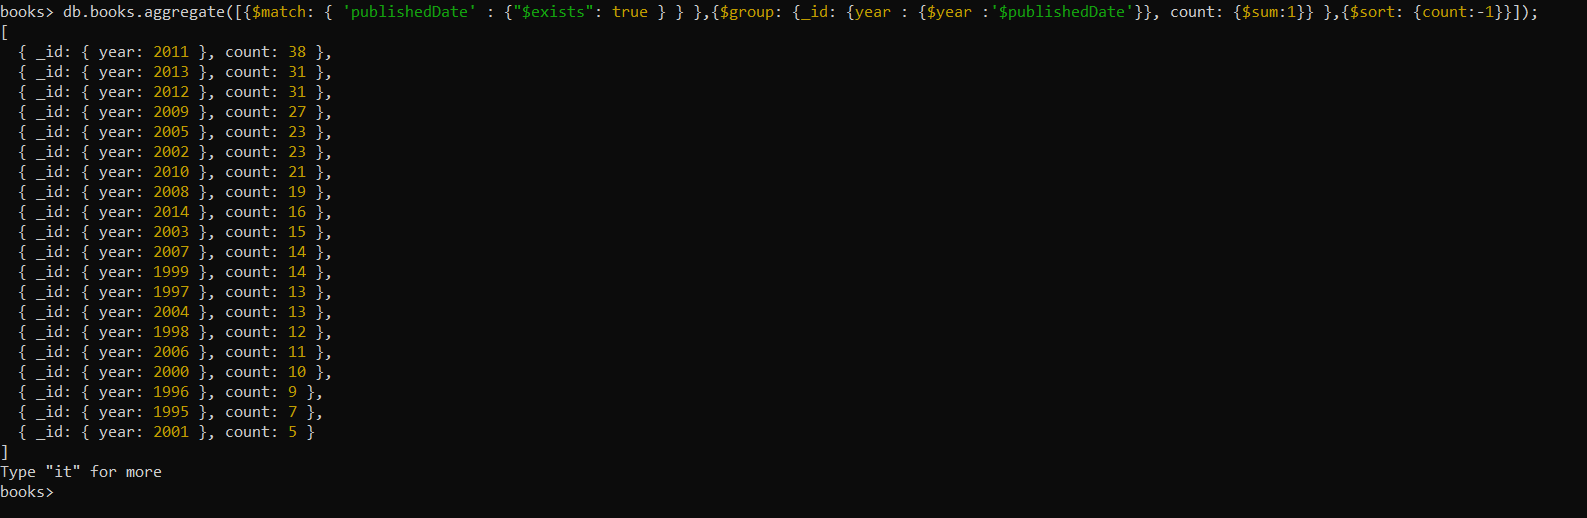 books> db.books.aggregate([{$match: { 'publishedDate' : {"$exists": true } } },{$group: {_id: {year : {$year :'$publishedDate'}}, count: {$sum:1}} },{$sort: {count:-1}}]);
[
  { _id: { year: 2011 }, count: 38 },
  { _id: { year: 2013 }, count: 31 },
  { _id: { year: 2012 }, count: 31 },
  { _id: { year: 2009 }, count: 27 },
  { _id: { year: 2005 }, count: 23 },
  { _id: { year: 2002 }, count: 23 },
  { _id: { year: 2010 }, count: 21 },
  { _id: { year: 2008 }, count: 19 },
  { _id: { year: 2014 }, count: 16 },
  { _id: { year: 2003 }, count: 15 },
  { _id: { year: 2007 }, count: 14 },
  { _id: { year: 1999 }, count: 14 },
  { _id: { year: 1997 }, count: 13 },
  { _id: { year: 2004 }, count: 13 },
  { _id: { year: 1998 }, count: 12 },
  { _id: { year: 2006 }, count: 11 },
  { _id: { year: 2000 }, count: 10 },
  { _id: { year: 1996 }, count: 9 },
  { _id: { year: 1995 }, count: 7 },
  { _id: { year: 2001 }, count: 5 }
]
Type "it" for more
books>